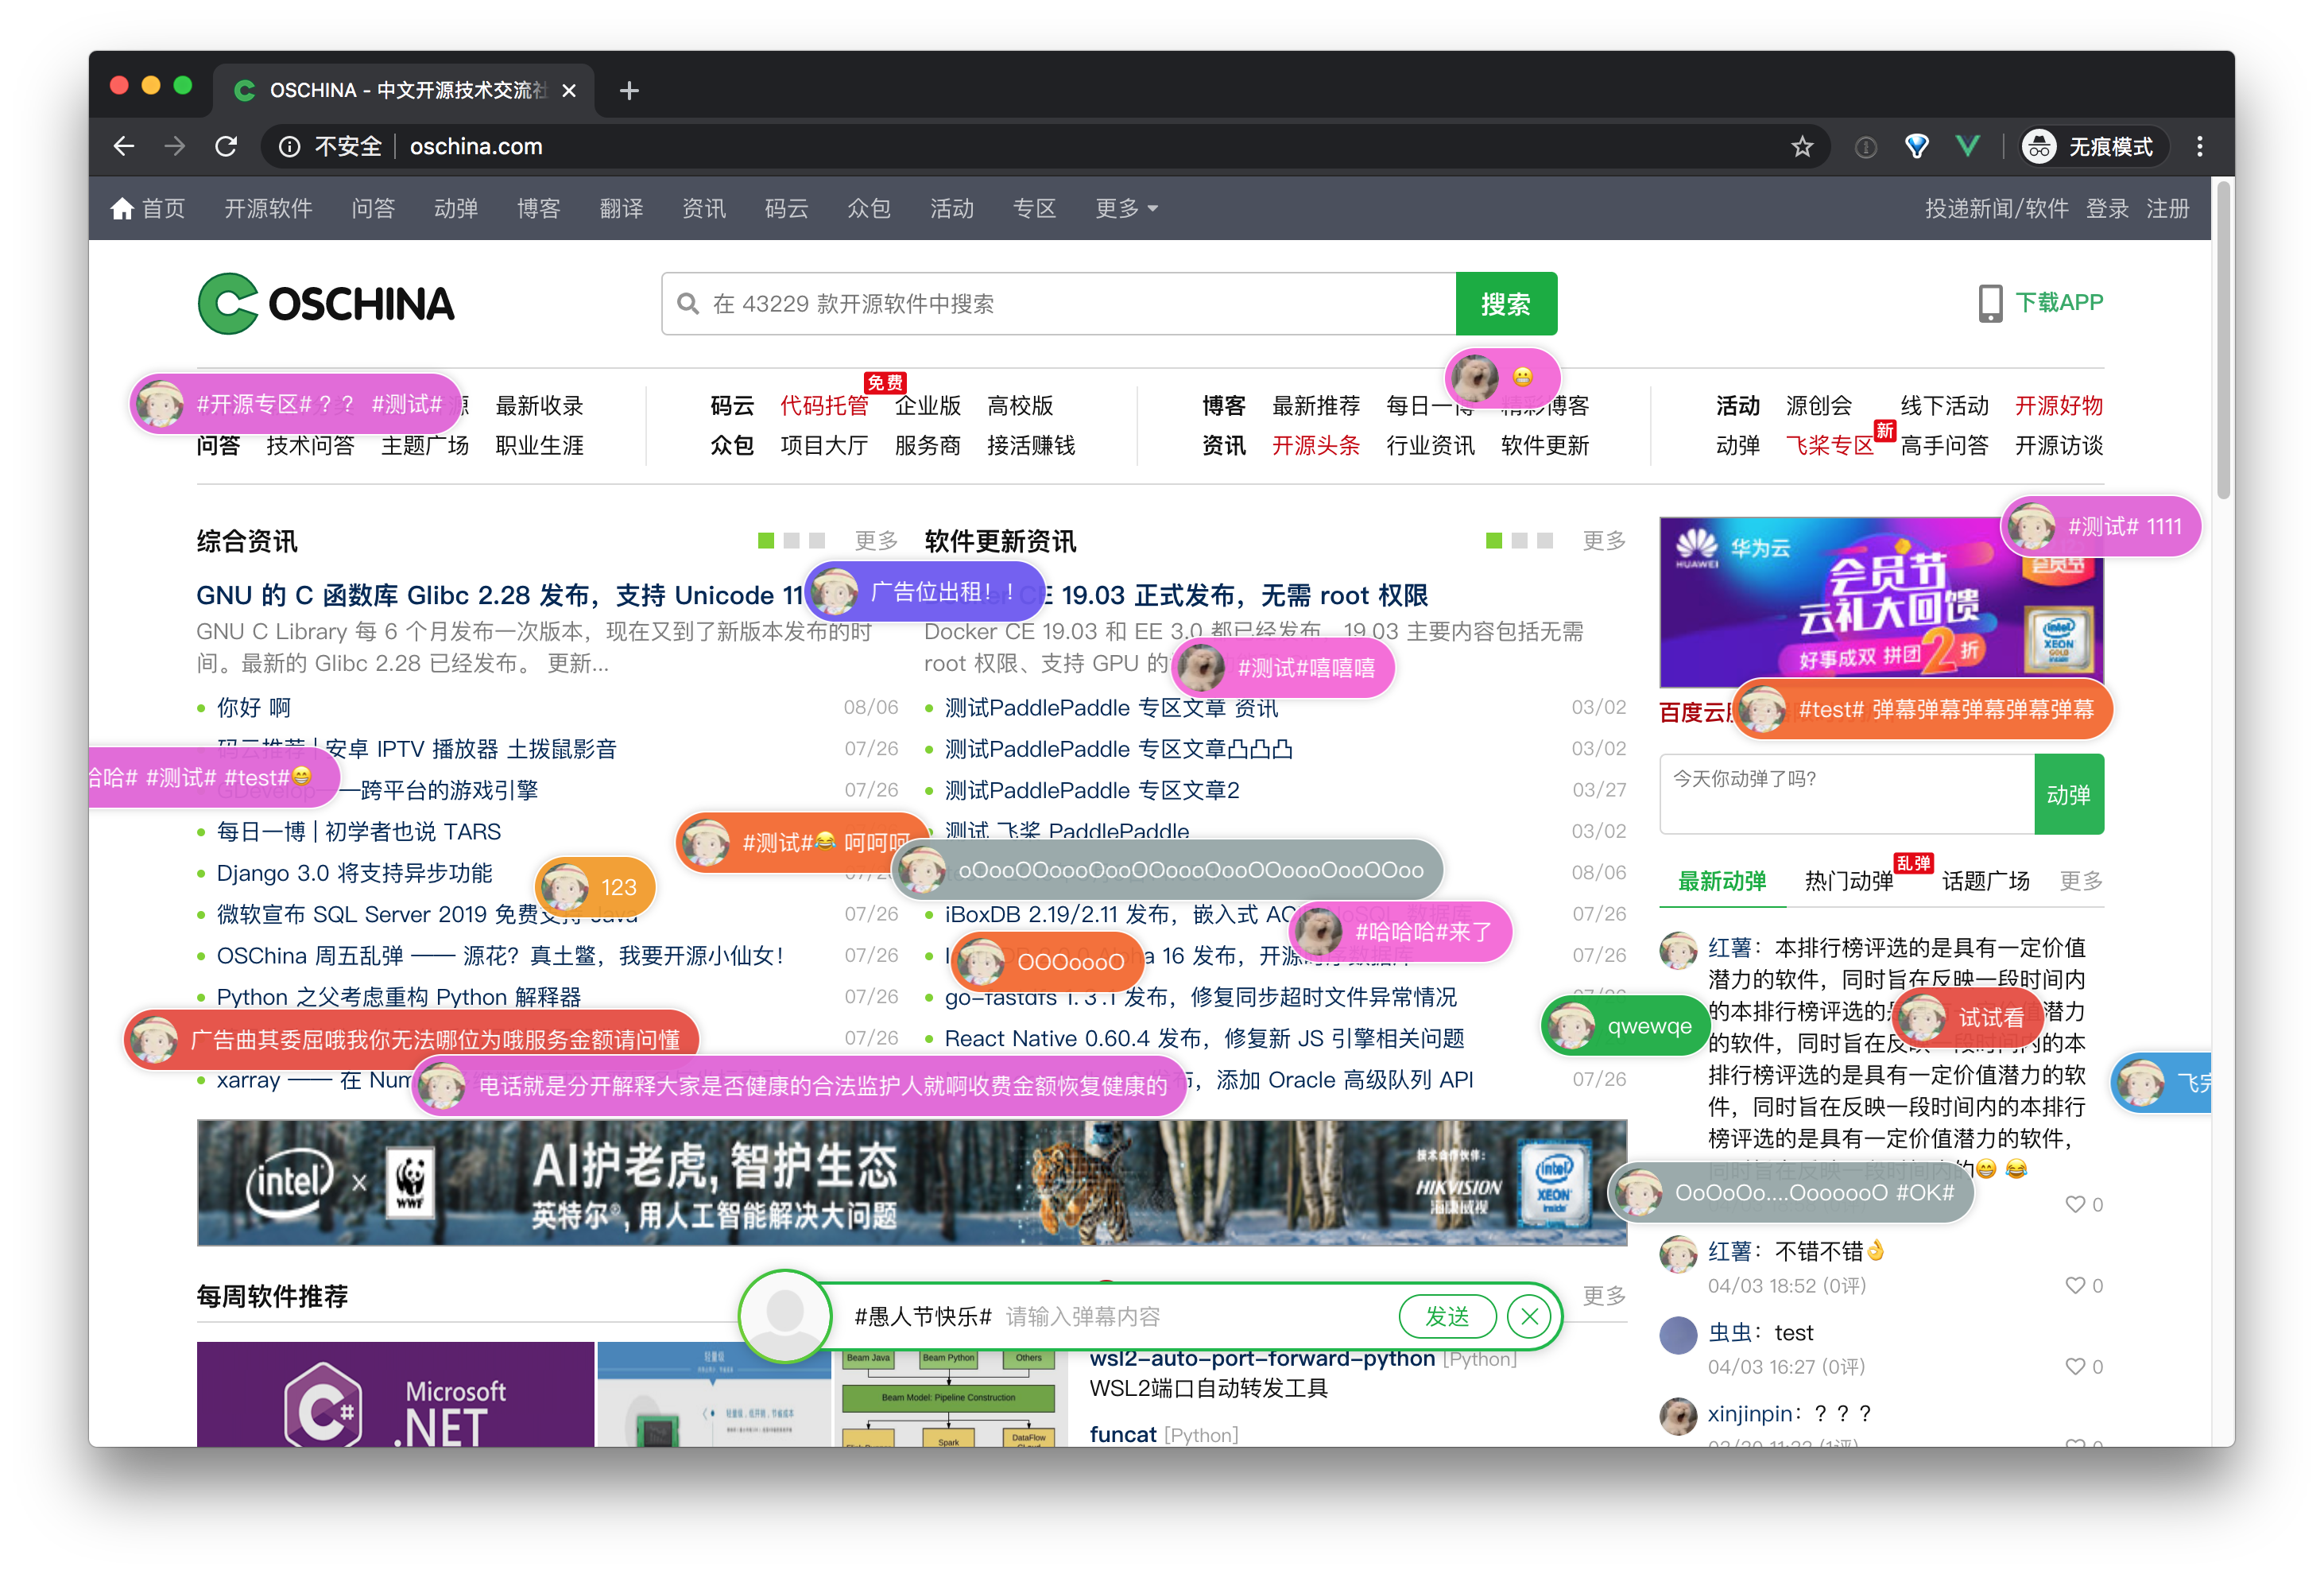 OSCHINA - 中文开源技术交流社
不安全 oschina.com
无痕模式
首页 开源软件 问答 动弹 博客 翻译 资讯 码云 众包 活动 专区 更多
投递新闻/软件 登录 注册
OSCHINA
在 43229 款开源软件中搜索
搜索
下载APP
#开源专区#？？ #测试#
源 最新收录
问答 技术问答 主题广场 职业生涯
免费
码云 代码托管 企业版 高校版
众包 项目大厅 服务商 接活赚钱
😬
博客 最新推荐 每日一博 精彩博客
资讯 开源头条 行业资讯 软件更新
活动 源创会 线下活动 开源好物
新
动弹 飞桨专区 高手问答 开源访谈
综合资讯
更多
GNU 的 C 函数库 Glibc 2.28 发布，支持 Unicode 11
GNU C Library 每 6 个月发布一次版本，现在又到了新版本发布的时
间。最新的 Glibc 2.28 已经发布。 更新...
广告位出租！！
你好 啊 08/06
码云推荐 | 安卓 IPTV 播放器 土拨鼠影音 07/26
哈哈# #测试# #test#😁
GDevelop——跨平台的游戏引擎 07/26
每日一博 | 初学者也说 TARS
#测试#😂 呵呵呵
Django 3.0 将支持异步功能 07/26
123
微软宣布 SQL Server 2019 免费支持 Java 07/26
OSChina 周五乱弹 —— 源花？真土鳖，我要开源小仙女！ 07/26
Python 之父考虑重构 Python 解释器 07/26
广告曲其委屈哦我你无法哪位为哦服务金额请问懂
07/26
xarray —— 在 Num
电话就是分开解释大家是否健康的合法监护人就啊收费金额恢复健康的
软件更新资讯
更多
CE 19.03 正式发布，无需 root 权限
Docker CE 19.03 和 EE 3.0 都已经发布，19.03 主要内容包括无需
root 权限、支持 GPU 的
#测试#嘻嘻嘻
测试PaddlePaddle 专区文章 资讯 03/02
测试PaddlePaddle 专区文章凸凸凸 03/02
测试PaddlePaddle 专区文章2 03/27
测试 飞桨 PaddlePaddle 03/02
oOooOOoooOooOOoooOooOOoooOooOOoo
08/06
iBoxDB 2.19/2.11 发布，嵌入式 数据库 07/26
#哈哈哈#来了
16 发布，开源时序数据库 07/26
OOOoooO
go-fastdfs 1.3.1 发布，修复同步超时文件异常情况
React Native 0.60.4 发布，修复新 JS 引擎相关问题
qwewqe
布，添加 Oracle 高级队列 API 07/26
#测试# 1111
HUAWEI 华为云
会员节
云礼大回馈
好事成双 拼团2折
intel XEON GOLD inside
百度云
#test# 弹幕弹幕弹幕弹幕弹幕
今天你动弹了吗?
动弹
乱弹
最新动弹 热门动弹 话题广场 更多
红薯：本排行榜评选的是具有一定价值
潜力的软件，同时旨在反映一段时间内
的本排行榜评选的是 潜力
试试看
的软件，同时旨在反映一段时间内的本
排行榜评选的是具有一定价值潜力的软
飞完
件，同时旨在反映一段时间内的本排行
榜评选的是具有一定价值潜力的软件，
同时旨在反映一段时间内的😁😂
OoOoOo....OoooooO #OK#
0
intel x WWF
AI护老虎, 智护生态
英特尔®, 用人工智能解决大问题
技术合作伙伴:
HIKVISION
海康威视
intel XEON inside
红薯：不错不错👌
04/03 18:52 (0评) 0
虫虫：test
04/03 16:27 (0评) 0
xinjinpin：？？？
每周软件推荐
更多
#愚人节快乐# 请输入弹幕内容
发送
C# Microsoft
.NET
轻量级
Beam Java Beam Python Others
Beam Model: Pipeline Construction
Spark DataFlow
wsl2-auto-port-forward-python [Python]
WSL2端口自动转发工具
funcat [Python]